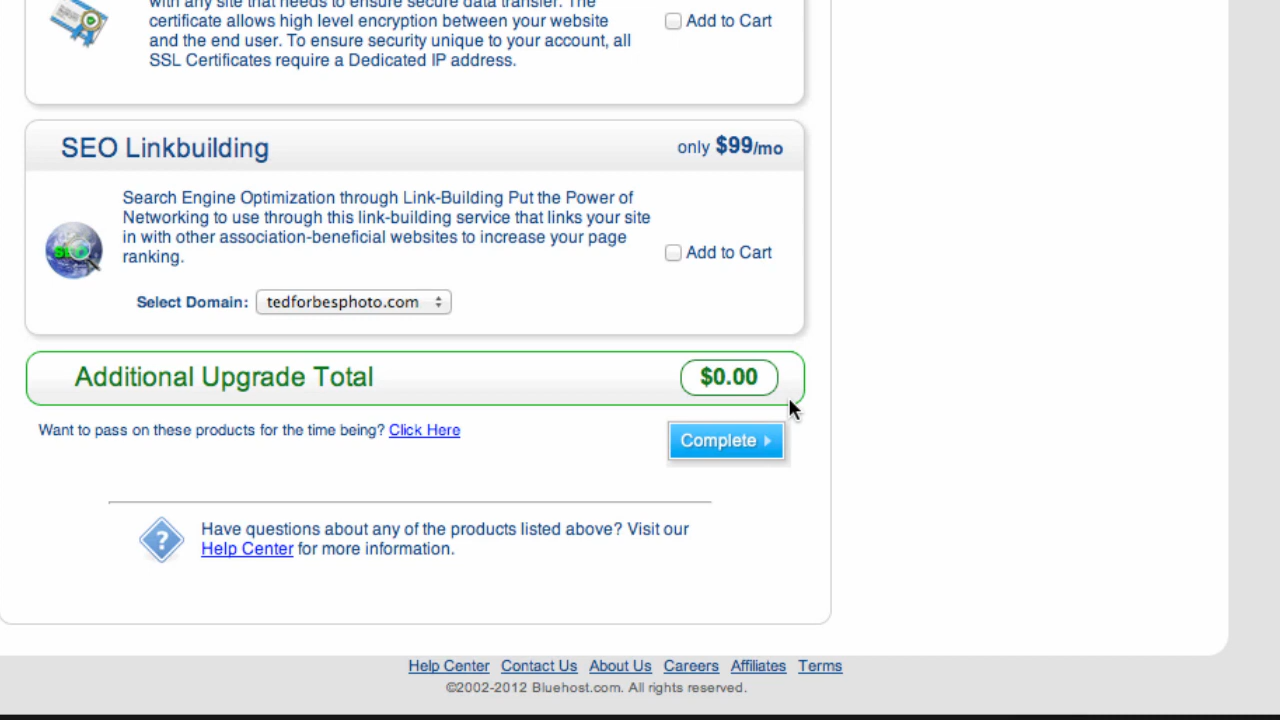 with any site that needs to ensure secure data transfer. The
certificate allows high level encryption between your website
and the end user. To ensure security unique to your account, all
SSL Certificates require a Dedicated IP address.
Add to Cart
SEO Linkbuilding
only $99/mo
Search Engine Optimization through Link-Building Put the Power of
Networking to use through this link-building service that links your site
in with other association-beneficial websites to increase your page
ranking.
Add to Cart
Select Domain: tedforbesphoto.com
Additional Upgrade Total
$0.00
Want to pass on these products for the time being? Click Here
Complete
Have questions about any of the products listed above? Visit our
Help Center for more information.
Help Center Contact Us About Us Careers Affiliates Terms
©2002-2012 Bluehost.com. All rights reserved.